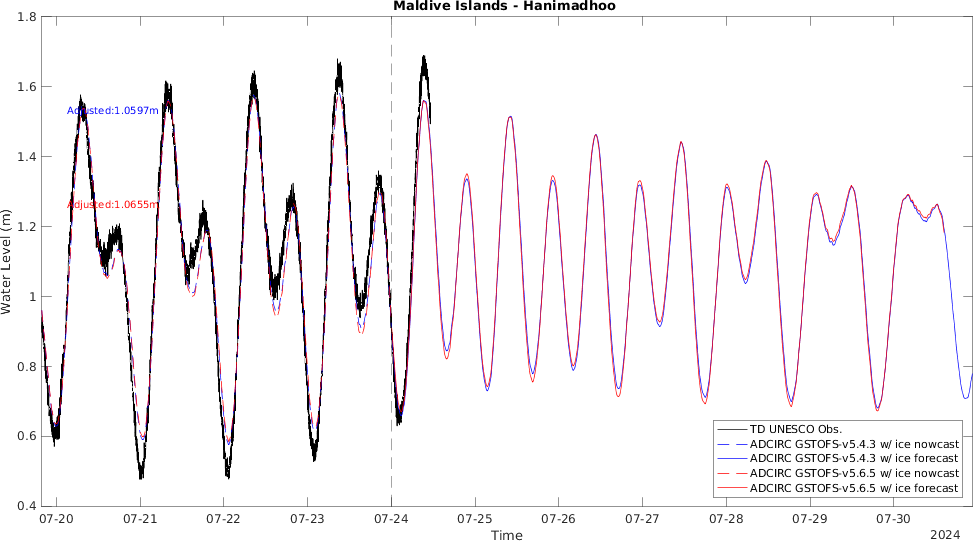 Maldive Islands - Hanimadhoo
1.8
1.6
1.4
1.2
1
0.8
0.6
0.4
Water Level (m)
Adjusted:1.0597m
Adjusted:1.0655m
TD UNESCO Obs.
ADCIRC GSTOFS-v5.4.3 w/ ice nowcast
ADCIRC GSTOFS-v5.4.3 w/ ice forecast
ADCIRC GSTOFS-v5.6.5 w/ ice nowcast
ADCIRC GSTOFS-v5.6.5 w/ ice forecast
07-20 07-21 07-22 07-23 07-24 07-25 07-26 07-27 07-28 07-29 07-30
Time
2024